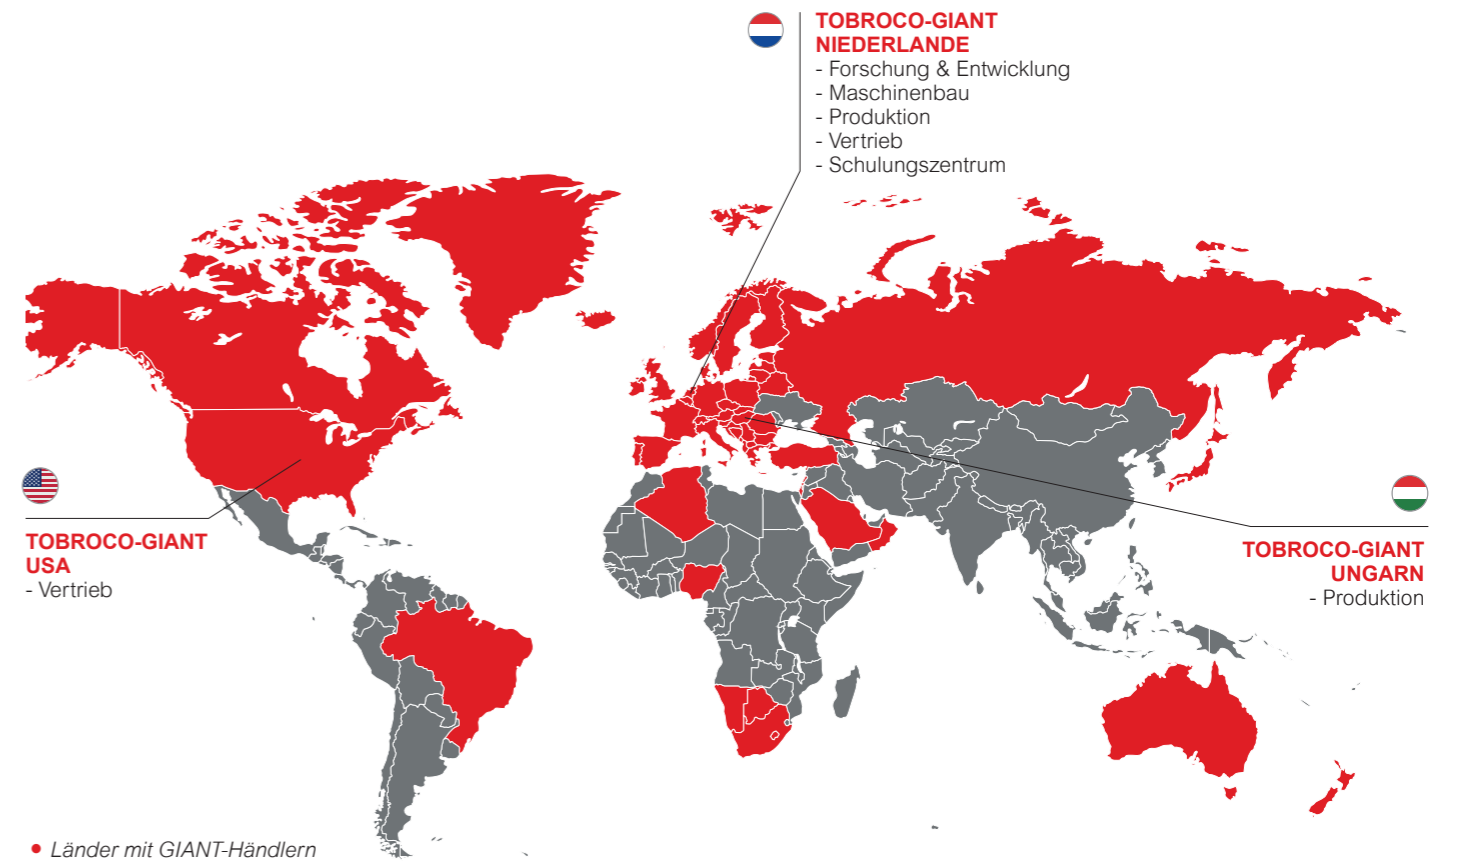 TOBROCO-GIANT
NIEDERLANDE
- Forschung & Entwicklung
- Maschinenbau
- Produktion
- Vertrieb
- Schulungszentrum
TOBROCO-GIANT
USA
- Vertrieb
TOBROCO-GIANT
UNGARN
- Produktion
• Länder mit GIANT-Händlern